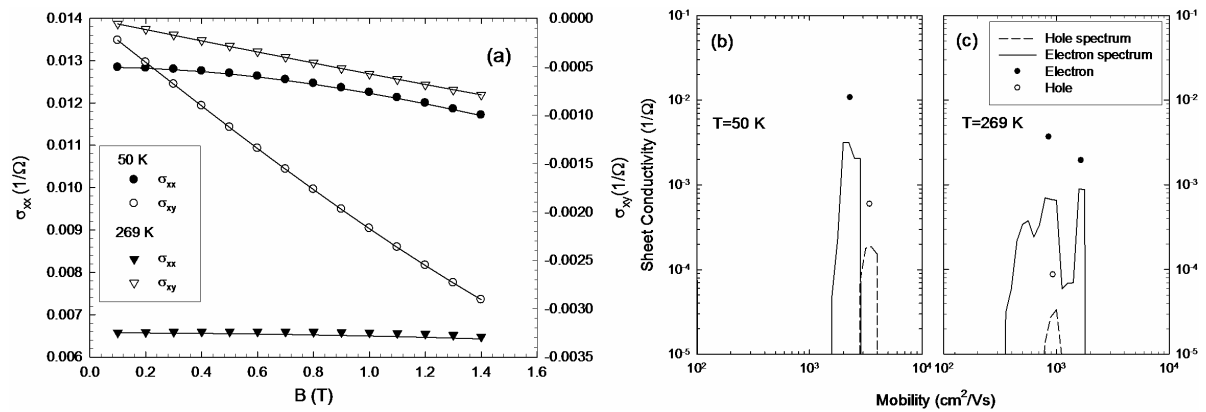 (a)
0.014
0.013
0.012
0.011
0.010
0.009
0.008
0.007
0.006
σxx (1/Ω)
0.0000
-0.0005
-0.0010
-0.0015
-0.0020
-0.0025
-0.0030
-0.0035
σxy (1/Ω)
50 K
σxx
σxy
269 K
σxx
σxy
0.0 0.2 0.4 0.6 0.8 1.0 1.2 1.4 1.6
B (T)
(b)
T=50 K
10-1
10-2
10-3
10-4
10-5
Sheet Conductivity (1/Ω)
10² 10³ 10⁴
(c)
Hole spectrum
Electron spectrum
Electron
Hole
T=269 K
10-1
10-2
10-3
10-4
10-5
10² 10³ 10⁴
Mobility (cm²/Vs)